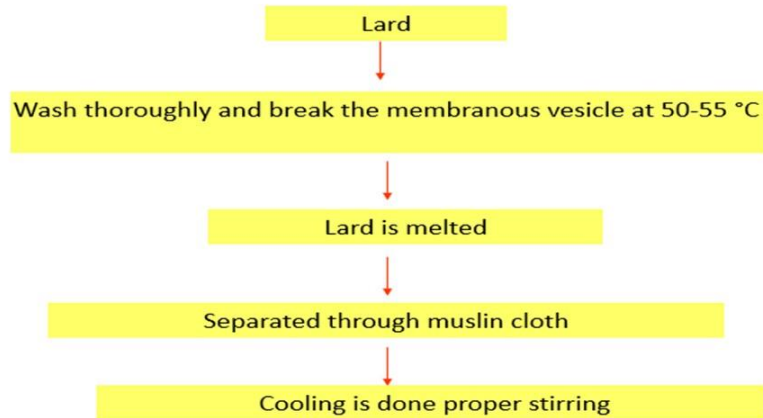 Lard
Wash thoroughly and break the membranous vesicle at 50-55 °C
Lard is melted
Separated through muslin cloth
Cooling is done proper stirring